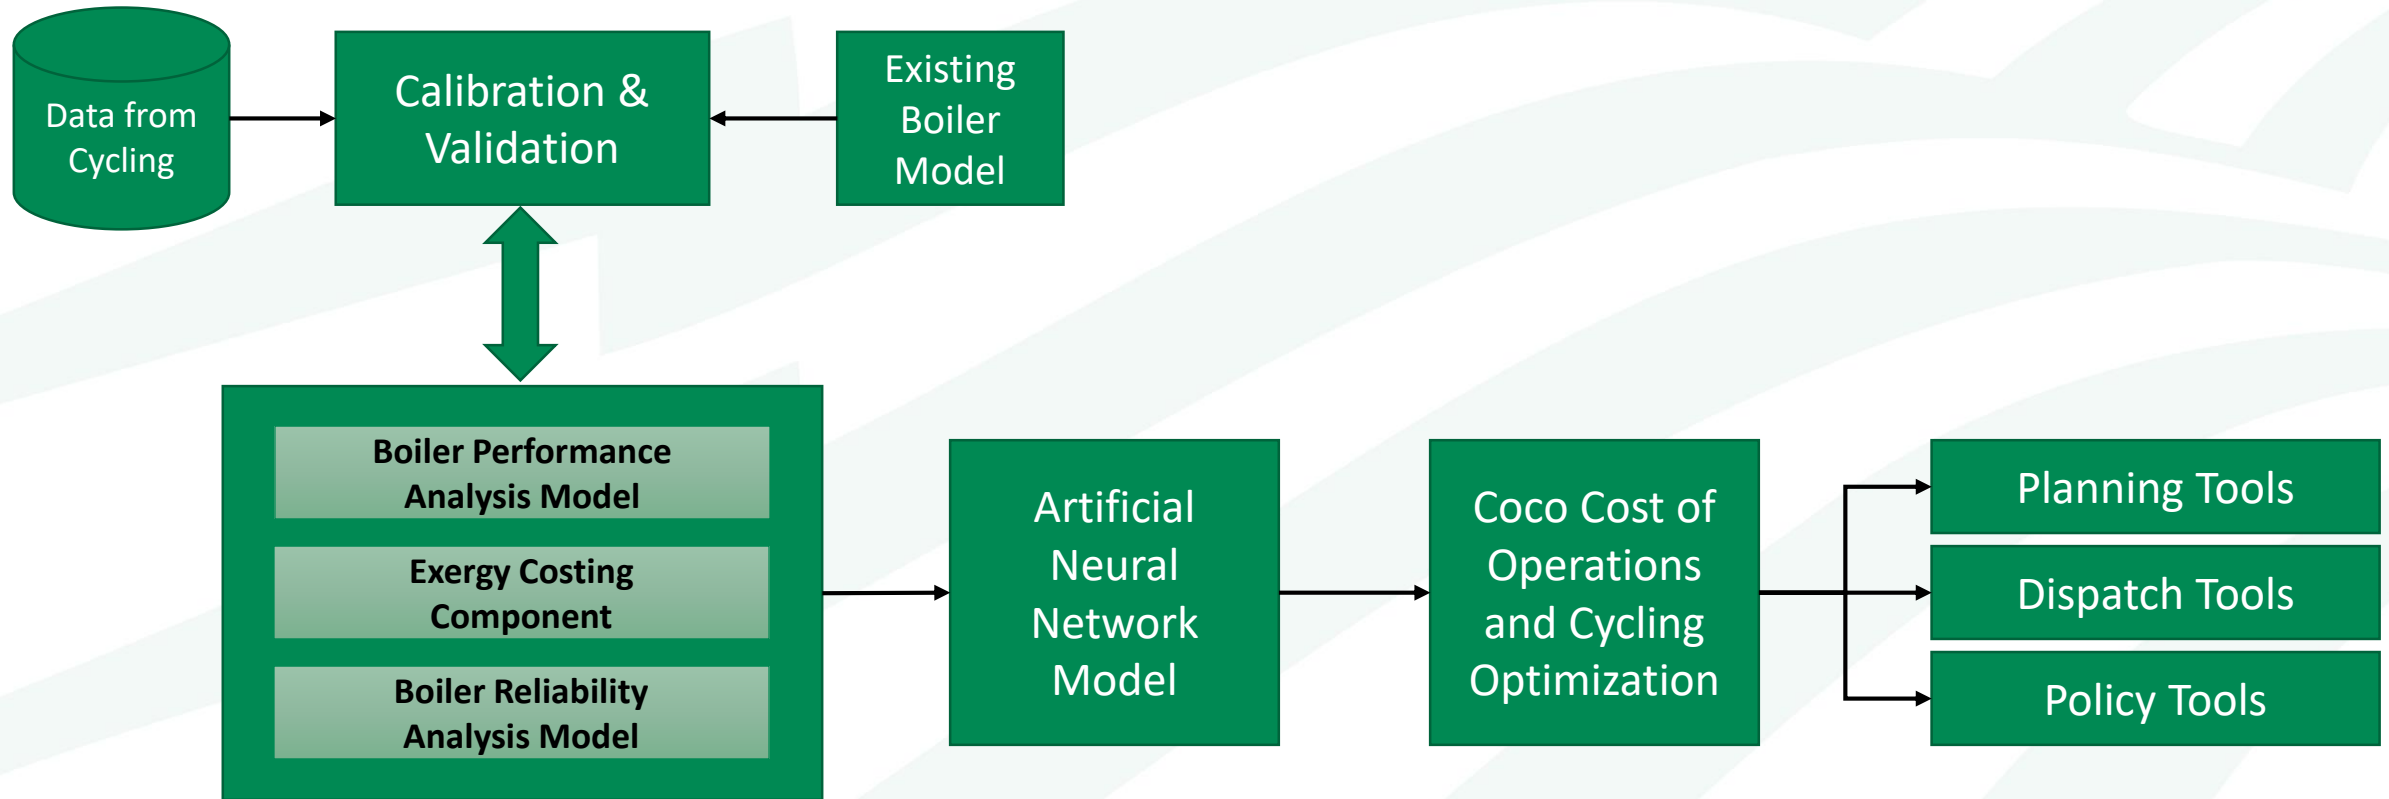 Data from
Cycling
Calibration &
Validation
Existing
Boiler
Model
Boiler Performance
Analysis Model
Exergy Costing
Component
Boiler Reliability
Analysis Model
Artificial
Neural
Network
Model
Coco Cost of
Operations
and Cycling
Optimization
Planning Tools
Dispatch Tools
Policy Tools